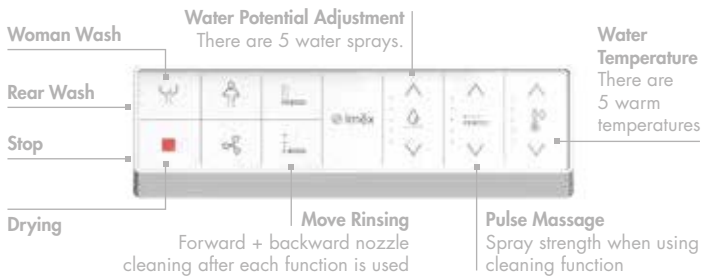 Water Potential Adjustment
There are 5 water sprays.
Woman Wash
Rear Wash
Stop
Drying
imex
Water
Temperature
There are
5 warm
temperatures
Move Rinsing
Forward + backward nozzle
cleaning after each function is used
Pulse Massage
Spray strength when using
cleaning function